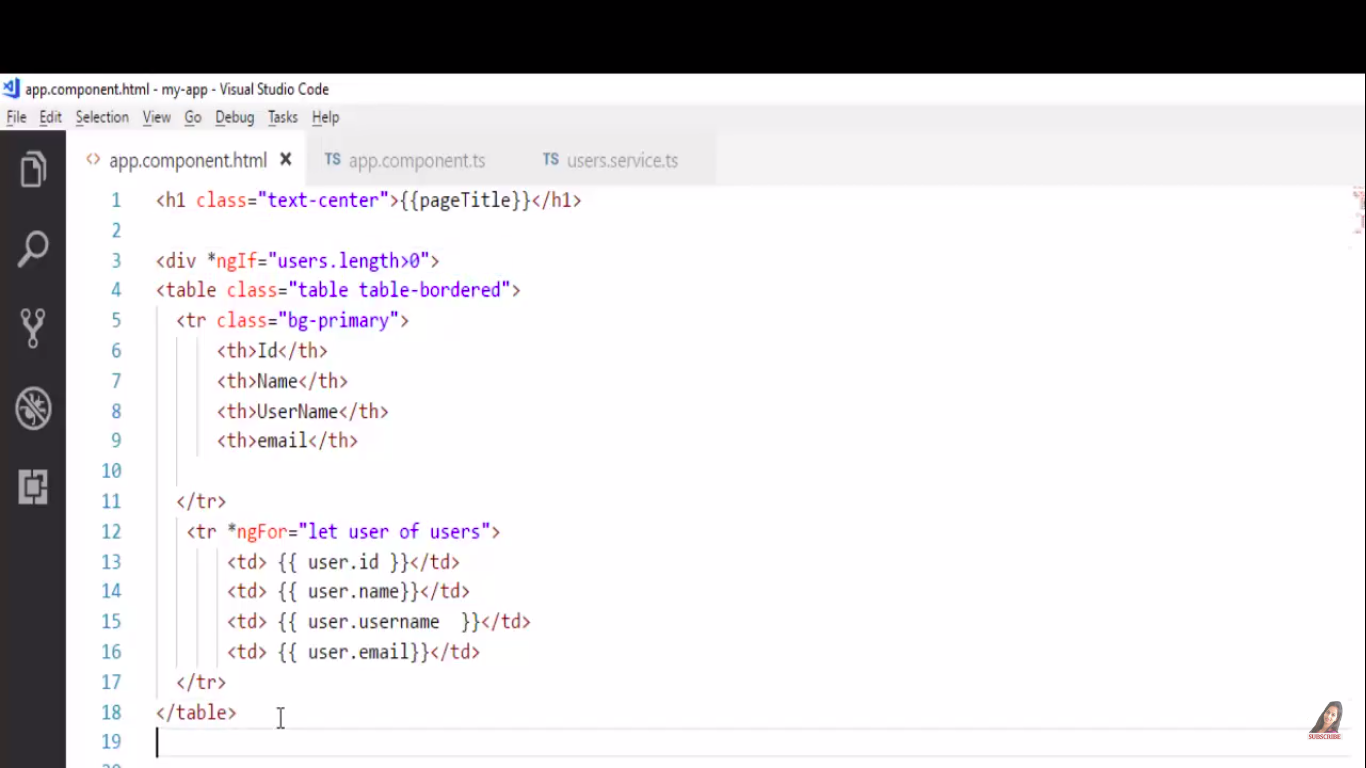 app.component.html - my-app - Visual Studio Code
File Edit Selection View Go Debug Tasks Help
<> app.component.html × TS app.component.ts TS users.service.ts
1 <h1 class="text-center">{{pageTitle}}</h1>
2
3 <div *ngIf="users.length>0">
4 <table class="table table-bordered">
5 <tr class="bg-primary">
6 <th>Id</th>
7 <th>Name</th>
8 <th>UserName</th>
9 <th>email</th>
10
11 </tr>
12 <tr *ngFor="let user of users">
13 <td> {{ user.id }}</td>
14 <td> {{ user.name}}</td>
15 <td> {{ user.username  }}</td>
16 <td> {{ user.email}}</td>
17 </tr>
18 </table>
19
SUBSCRIBE